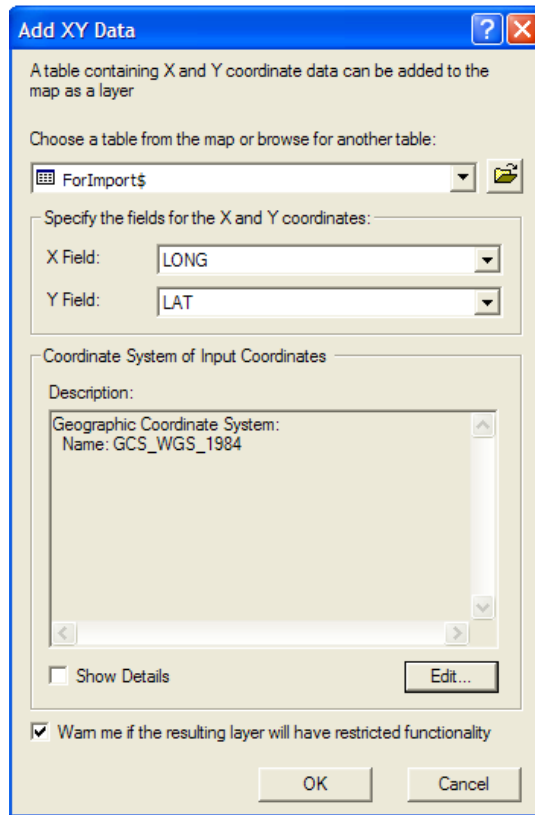 Add XY Data
A table containing X and Y coordinate data can be added to the
map as a layer
Choose a table from the map or browse for another table:
ForImport$
Specify the fields for the X and Y coordinates:
X Field:
LONG
Y Field:
LAT
Coordinate System of Input Coordinates
Description:
Geographic Coordinate System:
Name: GCS_WGS_1984
Show Details
Edit...
Warn me if the resulting layer will have restricted functionality
OK
Cancel